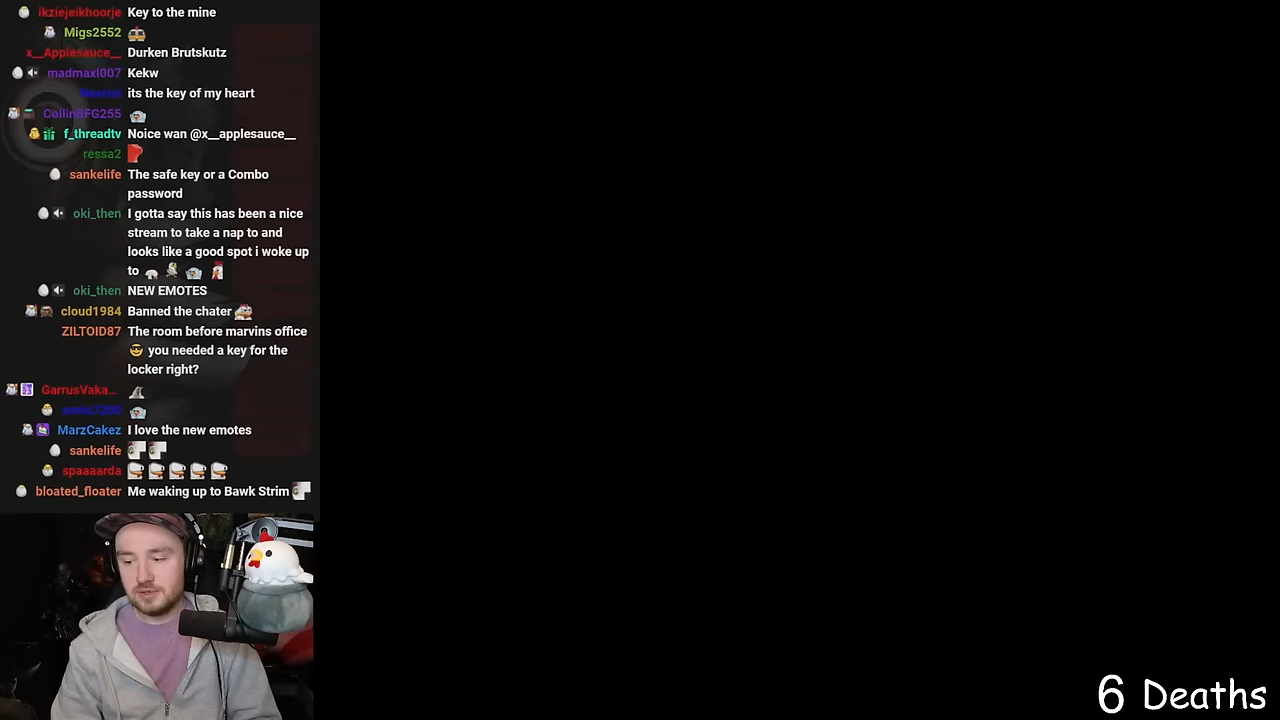 ikziejeikhoorje Key to the mine
Migs2552
x__Applesauce__ Durken Brutskutz
madmaxl007 Kekw
its the key of my heart
CollinBFG255
f_threadtv Noice wan @x__applesauce__
ressa2
sankelife The safe key or a Combo
password
oki_then I gotta say this has been a nice
stream to take a nap to and
looks like a good spot i woke up
to
oki_then NEW EMOTES
cloud1984 Banned the chater
ZILTOID87 The room before marvins office
you needed a key for the
locker right?
GarrusVaka...
MarzCakez I love the new emotes
sankelife
spaaaarda
bloated_floater Me waking up to Bawk Strim
6 Deaths